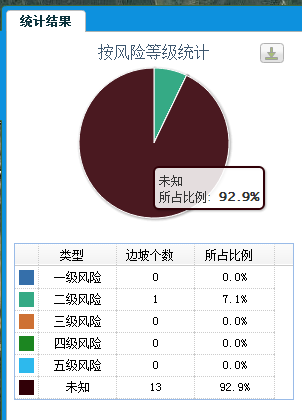 统计结果
按风险等级统计
未知
所占比例: 92.9%
类型 边坡个数 所占比例
一级风险 0 0.0%
二级风险 1 7.1%
三级风险 0 0.0%
四级风险 0 0.0%
五级风险 0 0.0%
未知 13 92.9%